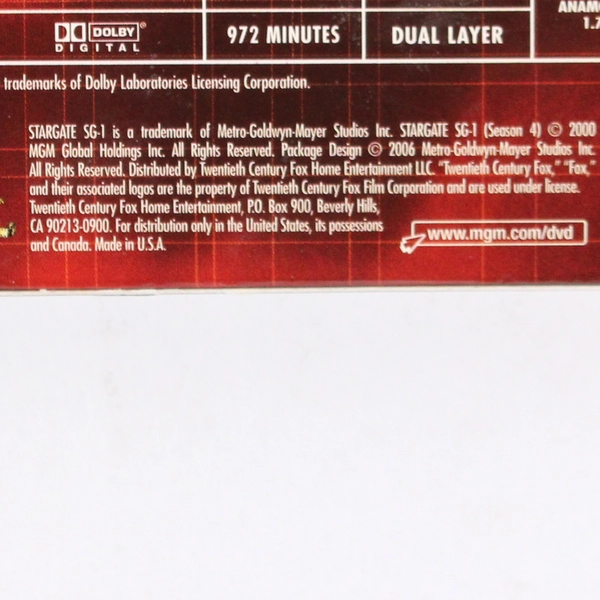 DOLBY
DIGITAL
972 MINUTES
DUAL LAYER
ANAM
1.7
trademarks of Dolby Laboratories Licensing Corporation.
STARGATE SG-1 is a trademark of Metro-Goldwyn-Mayer Studios Inc. STARGATE SG-1 (Season 4) © 2000
MGM Global Holdings Inc. All Rights Reserved. Package Design © 2006 Metro-Goldwyn-Mayer Studios Inc.
All Rights Reserved. Distributed by Twentieth Century Fox Home Entertainment LLC. "Twentieth Century Fox," "Fox,"
and their associated logos are the property of Twentieth Century Fox Film Corporation and are used under license.
Twentieth Century Fox Home Entertainment, P.O. Box 900, Beverly Hills,
CA 90213-0900. For distribution only in the United States, its possessions
and Canada. Made in U.S.A.
www.mgm.com/dvd